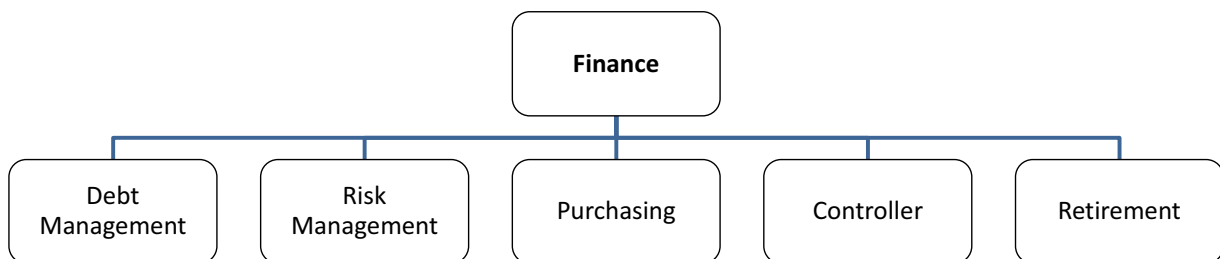 Finance
Debt
Management
Risk
Management
Purchasing
Controller
Retirement